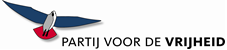 PARTIJ VOOR DE VRIJHEID